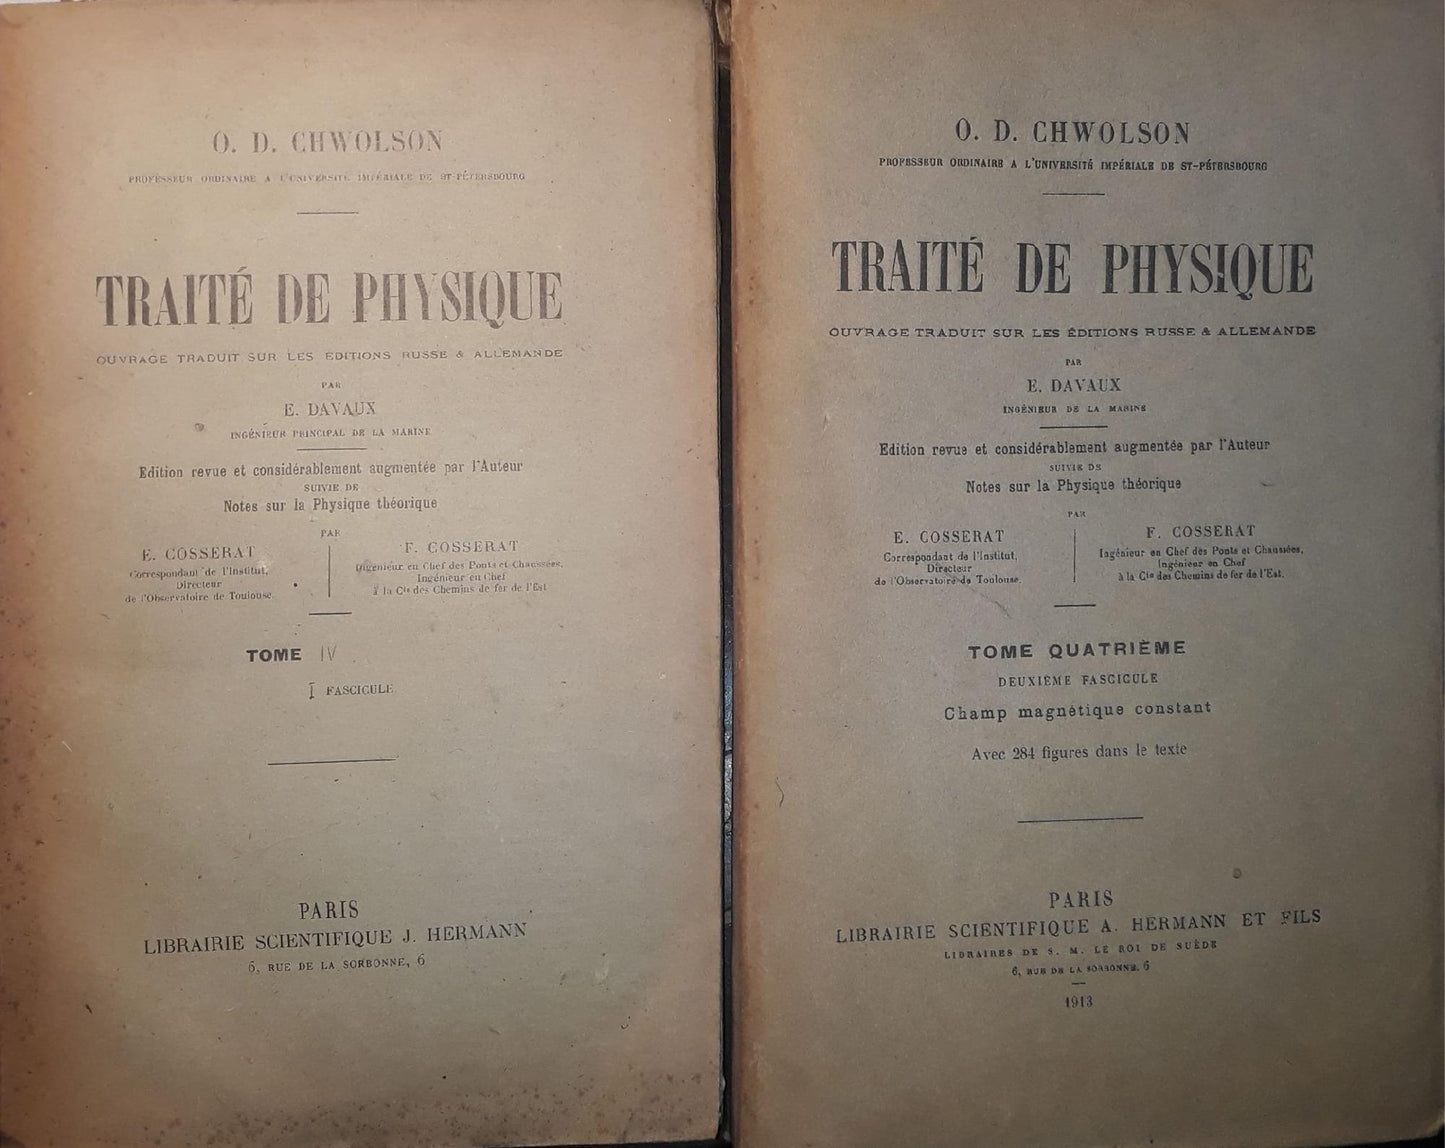 O. D. CHWOLSON
PROFESSEUR ORDINAIRE A L'UNIVERSITÉ IMPÉRIALE DE ST-PÉTERSBOURG
TRAITÉ DE PHYSIQUE
OUVRAGE TRADUIT SUR LES ÉDITIONS RUSSE & ALLEMANDE
PAR
E. DAVAUX
INGÉNIEUR PRINCIPAL DE LA MARINE
Edition revue et considérablement augmentée par l'Auteur
SUIVIE DE
Notes sur la Physique théorique
PAR
E. COSSERAT
Correspondant de l'Institut,
Directeur
de l'Observatoire de Toulouse.
F. COSSERAT
Ingénieur en Chef des Ponts et Chaussées,
Ingénieur en Chef
à la Cie des Chemins de fer de l'Est
TOME IV
I FASCICULE
PARIS
LIBRAIRIE SCIENTIFIQUE J. HERMANN
6, RUE DE LA SORBONNE, 6
O. D. CHWOLSON
PROFESSEUR ORDINAIRE A L'UNIVERSITÉ IMPÉRIALE DE ST-PÉTERSBOURG
TRAITÉ DE PHYSIQUE
OUVRAGE TRADUIT SUR LES ÉDITIONS RUSSE & ALLEMANDE
PAR
E. DAVAUX
INGÉNIEUR DE LA MARINE
Edition revue et considérablement augmentée par l'Auteur
SUIVIE DE
Notes sur la Physique théorique
PAR
E. COSSERAT
Correspondant de l'Institut,
Directeur
de l'Observatoire de Toulouse.
F. COSSERAT
Ingénieur en Chef des Ponts et Chaussées,
Ingénieur en Chef
à la Cie des Chemins de fer de l'Est.
TOME QUATRIÈME
DEUXIÈME FASCICULE
Champ magnétique constant
Avec 284 figures dans le texte
PARIS
LIBRAIRIE SCIENTIFIQUE A. HERMANN ET FILS
LIBRAIRES DE S. M. LE ROI DE SUÈDE
6, RUE DE LA SORBONNE, 6
1913